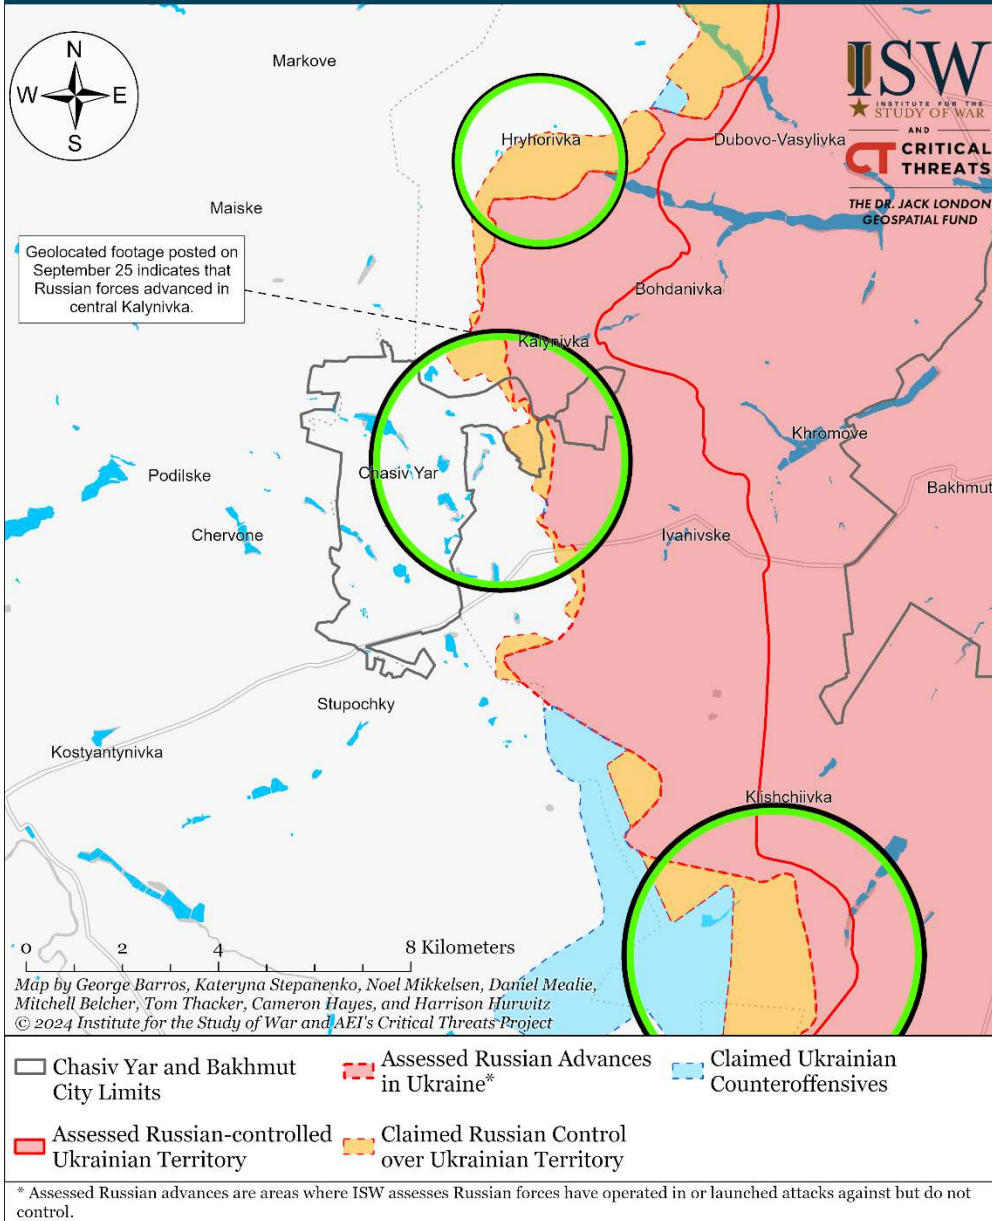 N
W
E
S
Markove
Hryhorivka
Dubovo-Vasylivka
ISW
INSTITUTE FOR THE
STUDY OF WAR
AND
CT CRITICAL
THREATS
THE DR. JACK LONDON
GEOSPATIAL FUND
Maiske
Geolocated footage posted on
September 25 indicates that
Russian forces advanced in
central Kalynivka.
Bohdanivka
Kalynivka
Khromove
Podilske
Chasiv Yar
Bakhmut
Chervone
Ivanivske
Stupochky
Kostyantynivka
Klishchiivka
0 2 4 8 Kilometers
Map by George Barros, Kateryna Stepanenko, Noel Mikkelsen, Daniel Mealie,
Mitchell Belcher, Tom Thacker, Cameron Hayes, and Harrison Hurwitz
© 2024 Institute for the Study of War and AEI's Critical Threats Project
Chasiv Yar and Bakhmut
City Limits
Assessed Russian Advances
in Ukraine*
Claimed Ukrainian
Counteroffensives
Assessed Russian-controlled
Ukrainian Territory
Claimed Russian Control
over Ukrainian Territory
* Assessed Russian advances are areas where ISW assesses Russian forces have operated in or launched attacks against but do not
control.